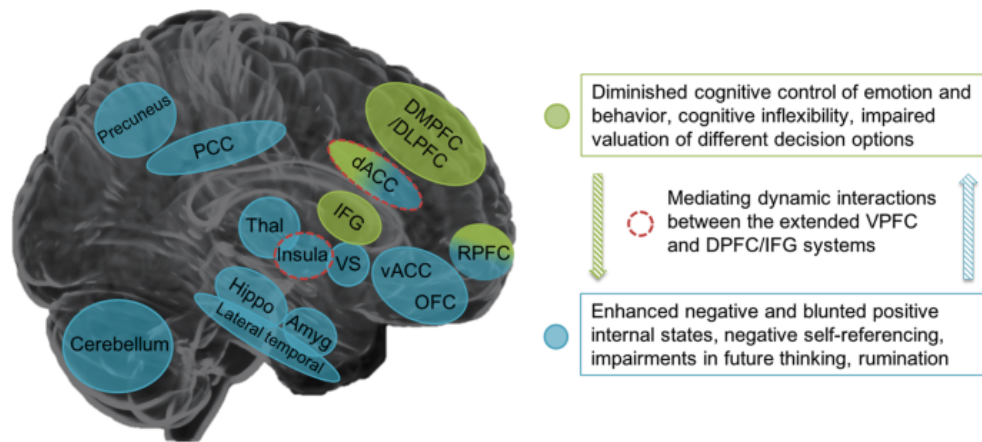 Precuneus
PCC
DMPFC
/DLPFC
dACC
IFG
Thal
Insula
VS
vACC
OFC
RPFC
Hippo
Amyg
Lateral temporal
Cerebellum
Diminished cognitive control of emotion and
behavior, cognitive inflexibility, impaired
valuation of different decision options
Mediating dynamic interactions
between the extended VPFC
and DPFC/IFG systems
Enhanced negative and blunted positive
internal states, negative self-referencing,
impairments in future thinking, rumination